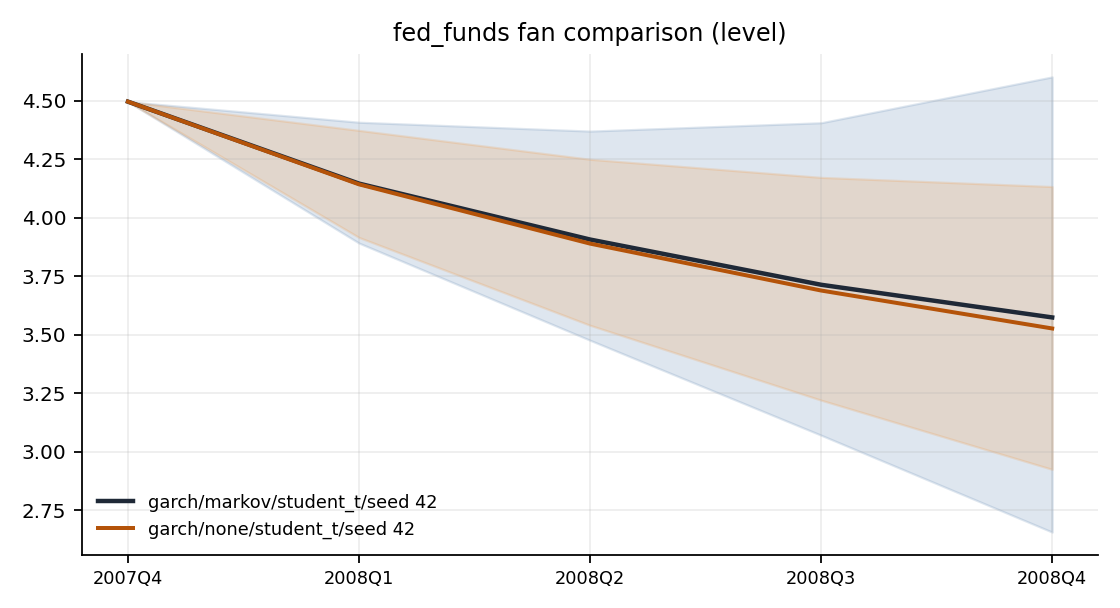 fed_funds fan comparison (level)
4.50
4.25
4.00
3.75
3.50
3.25
3.00
2.75
garch/markov/student_t/seed 42
garch/none/student_t/seed 42
2007Q4 2008Q1 2008Q2 2008Q3 2008Q4